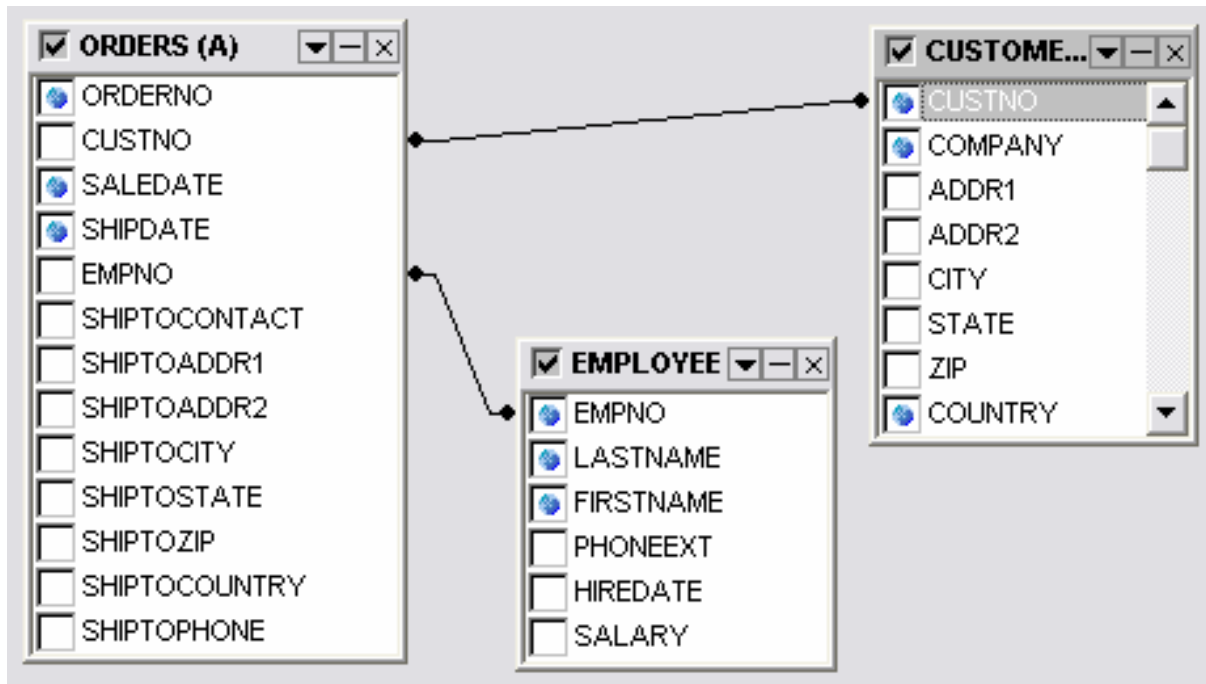 ORDERS (A)
ORDERNO
CUSTNO
SALEDATE
SHIPDATE
EMPNO
SHIPTOCONTACT
SHIPTOADDR1
SHIPTOADDR2
SHIPTOCITY
SHIPTOSTATE
SHIPTOZIP
SHIPTOCOUNTRY
SHIPTOPHONE
EMPLOYEE
EMPNO
LASTNAME
FIRSTNAME
PHONEEXT
HIREDATE
SALARY
CUSTOME...
CUSTNO
COMPANY
ADDR1
ADDR2
CITY
STATE
ZIP
COUNTRY